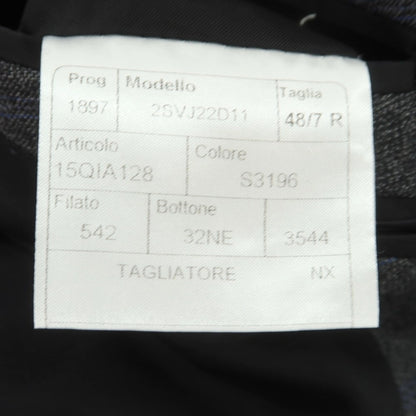 Prog Modello Taglia
1897 2SVJ22D11 48/7 R
Articolo Colore
15QIA128 S3196
Filato Bottone
542 32NE 3544
TAGLIATORE NX